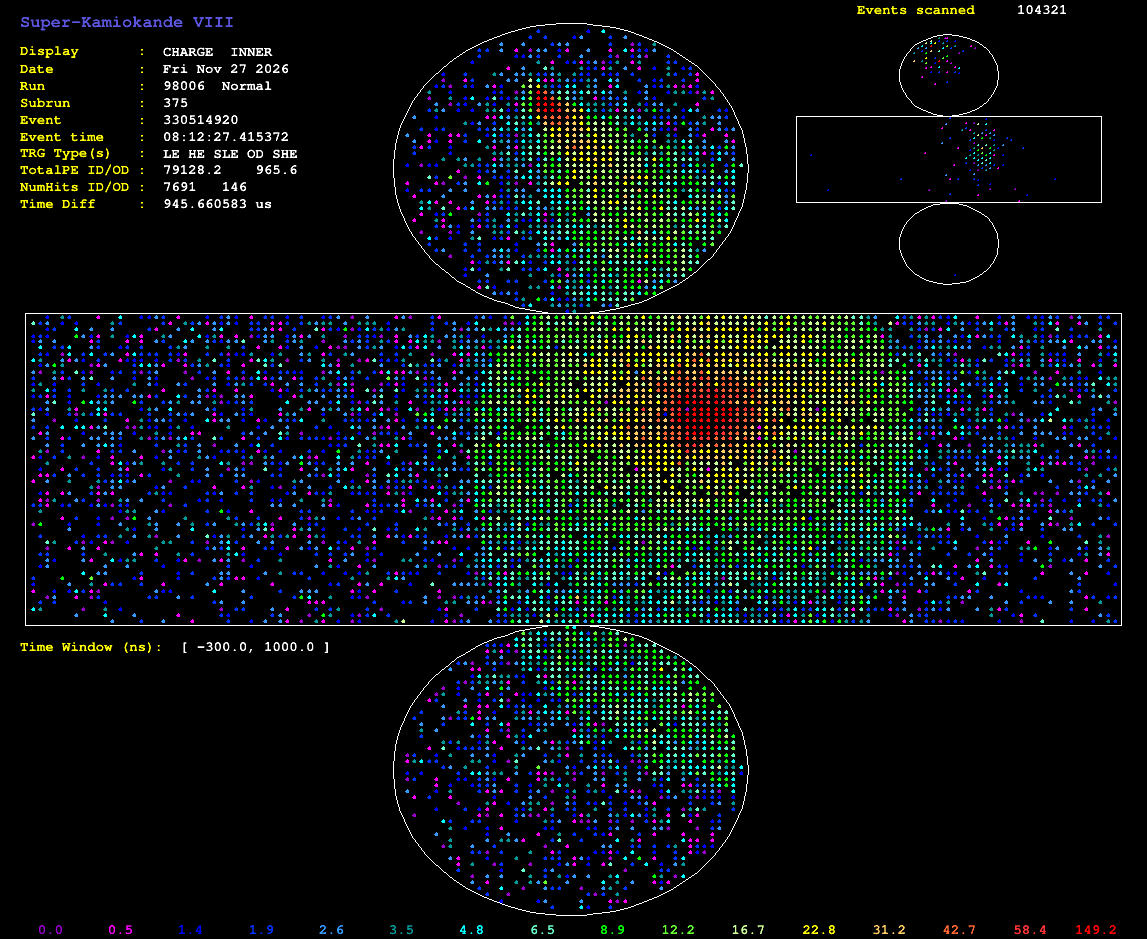 Super-Kamiokande VIII
Events scanned 104321
Display : CHARGE INNER
Date : Fri Nov 27 2026
Run : 98006 Normal
Subrun : 375
Event : 330514920
Event time : 08:12:27.415372
TRG Type(s) : LE HE SLE OD SHE
TotalPE ID/OD : 79128.2 965.6
NumHits ID/OD : 7691 146
Time Diff : 945.660583 us
Time Window (ns): [ -300.0, 1000.0 ]
0.0 0.5 1.4 1.9 2.6 3.5 4.8 6.5 8.9 12.2 16.7 22.8 31.2 42.7 58.4 149.2